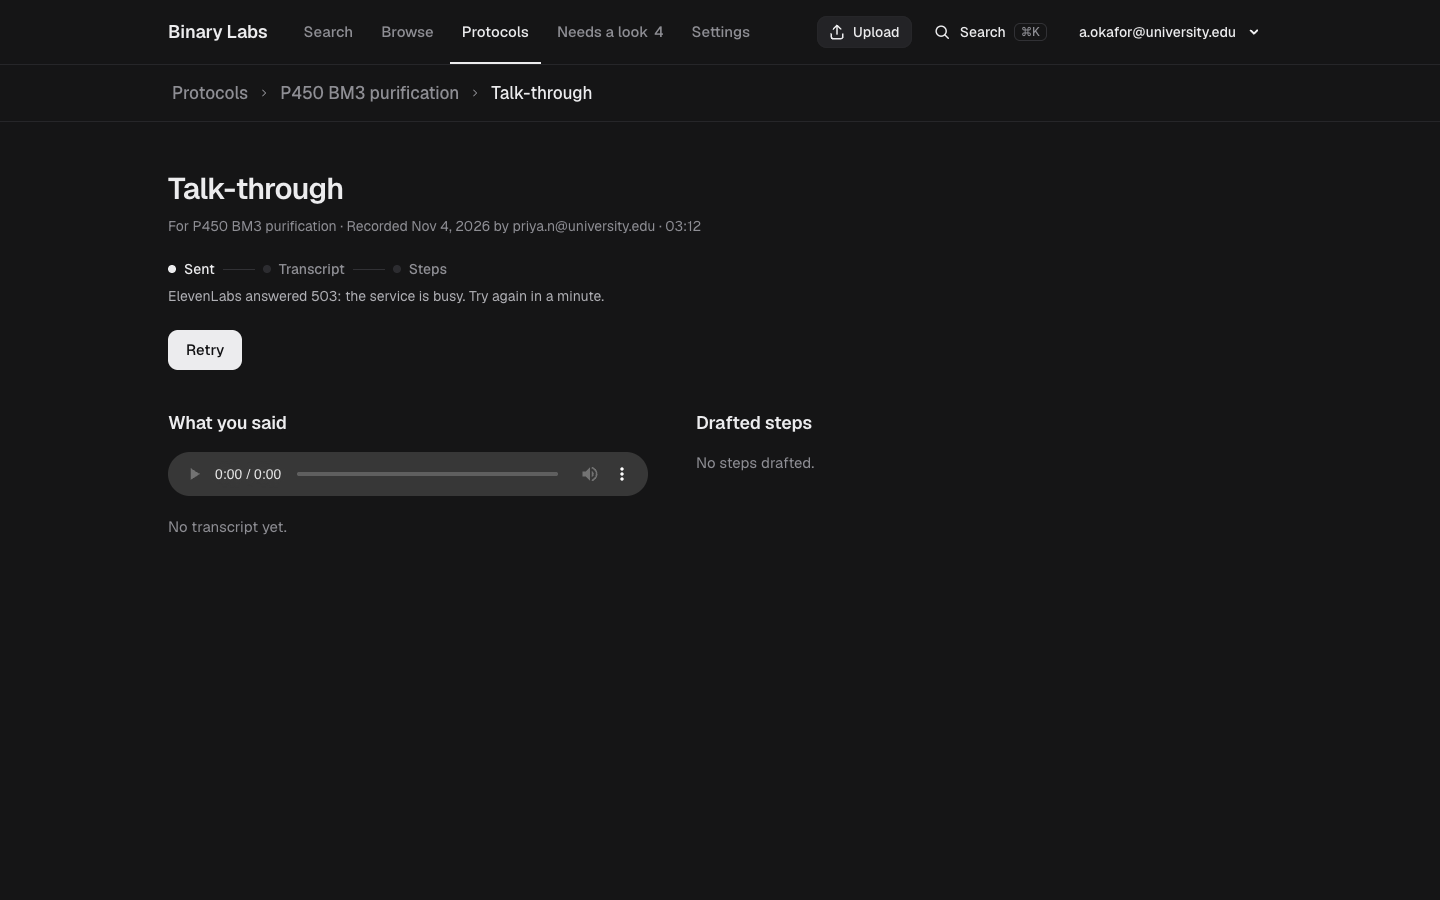 Binary Labs Search Browse Protocols Needs a look 4 Settings Upload Search ⌘K a.okafor@university.edu
Protocols › P450 BM3 purification › Talk-through
Talk-through
For P450 BM3 purification · Recorded Nov 4, 2026 by priya.n@university.edu · 03:12
Sent Transcript Steps
ElevenLabs answered 503: the service is busy. Try again in a minute.
Retry
What you said
0:00 / 0:00
No transcript yet.
Drafted steps
No steps drafted.